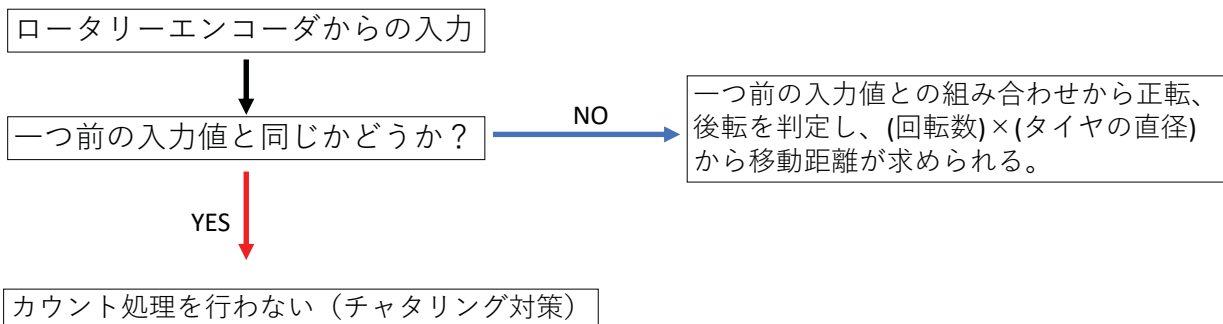 ロータリーエンコーダからの入力
一つ前の入力値と同じかどうか？
NO
一つ前の入力値との組み合わせから正転、
後転を判定し、(回転数)×(タイヤの直径)
から移動距離が求められる。
YES
カウント処理を行わない（チャタリング対策）